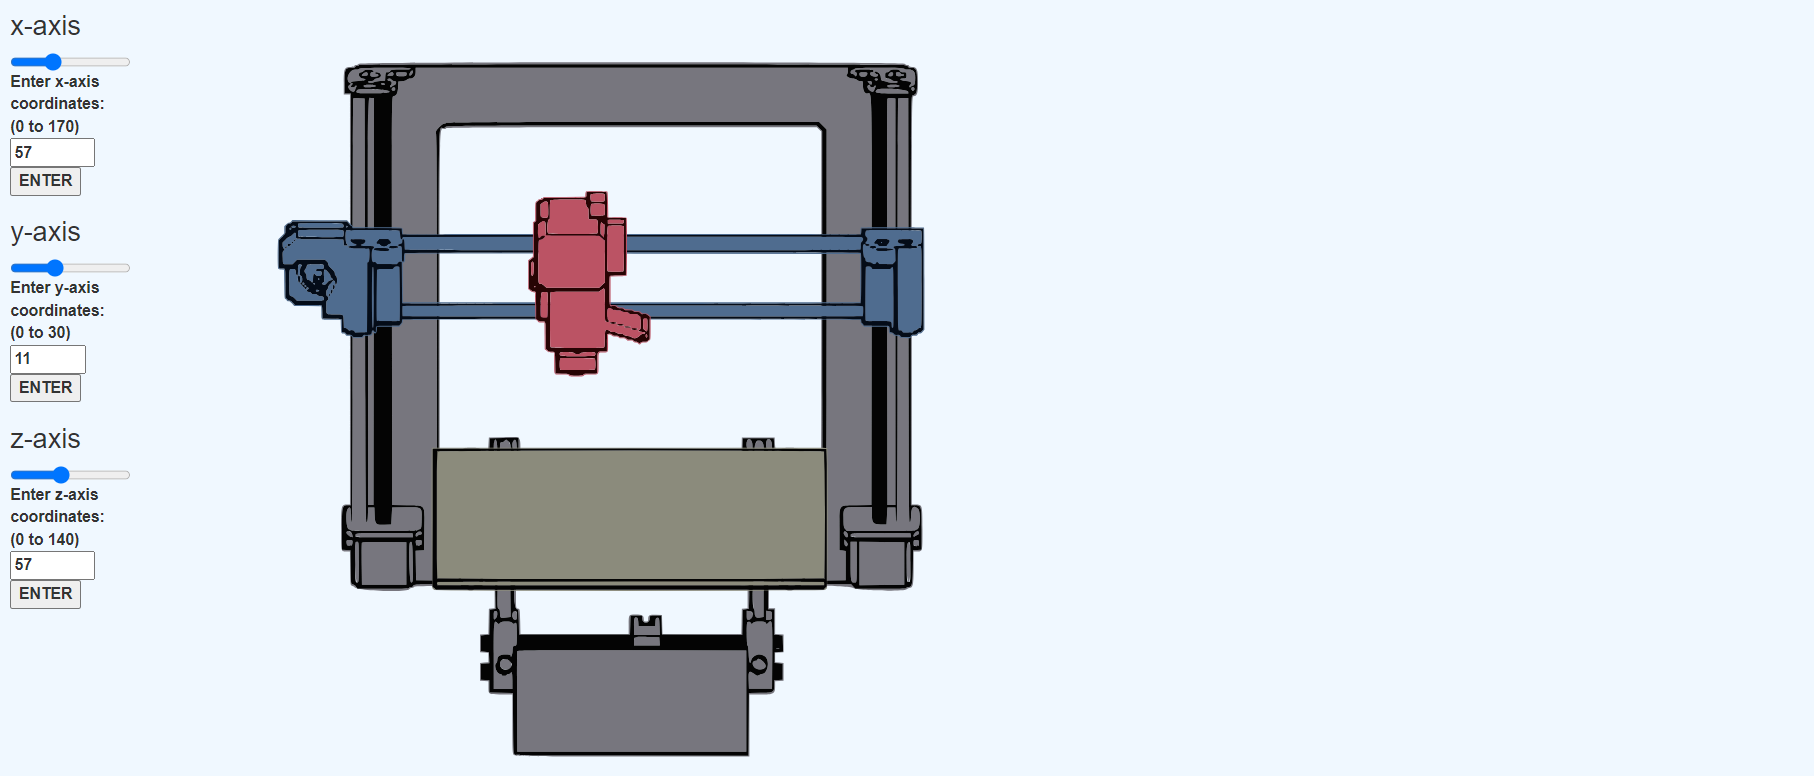 x-axis
Enter x-axis
coordinates:
(0 to 170)
57
ENTER
y-axis
Enter y-axis
coordinates:
(0 to 30)
11
ENTER
z-axis
Enter z-axis
coordinates:
(0 to 140)
57
ENTER